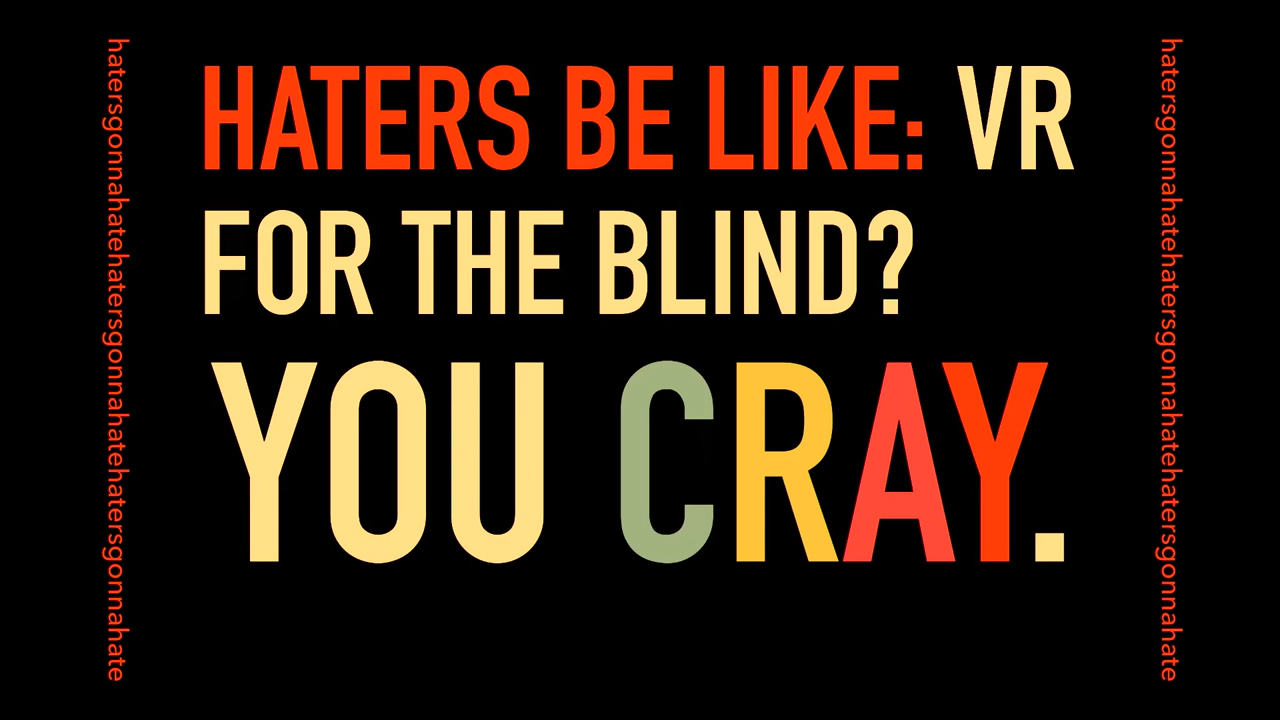 HATERS BE LIKE: VR
FOR THE BLIND?
YOU CRAY.
hatersgonnahatehatersgonnahatehatersgonnahate
hatersgonnahatehatersgonnahatehatersgonnahate